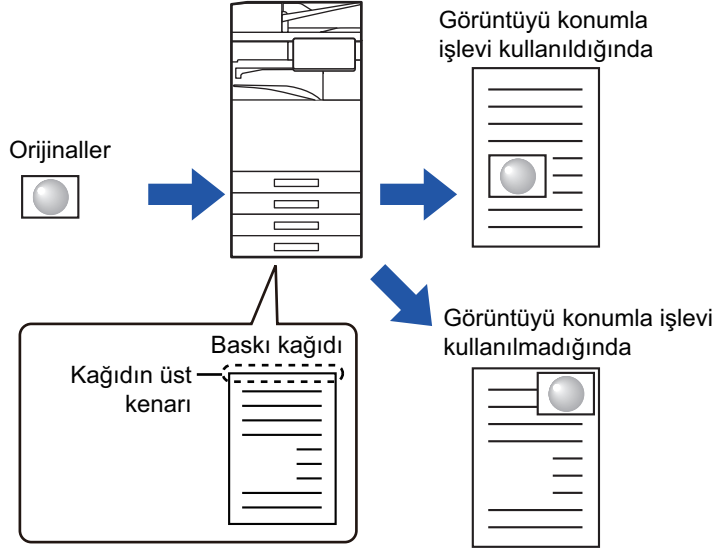 Görüntüyü konumla
işlevi kullanıldığında
Orijinaller
Görüntüyü konumla işlevi
kullanılmadığında
Baskı kağıdı
Kağıdın üst
kenarı